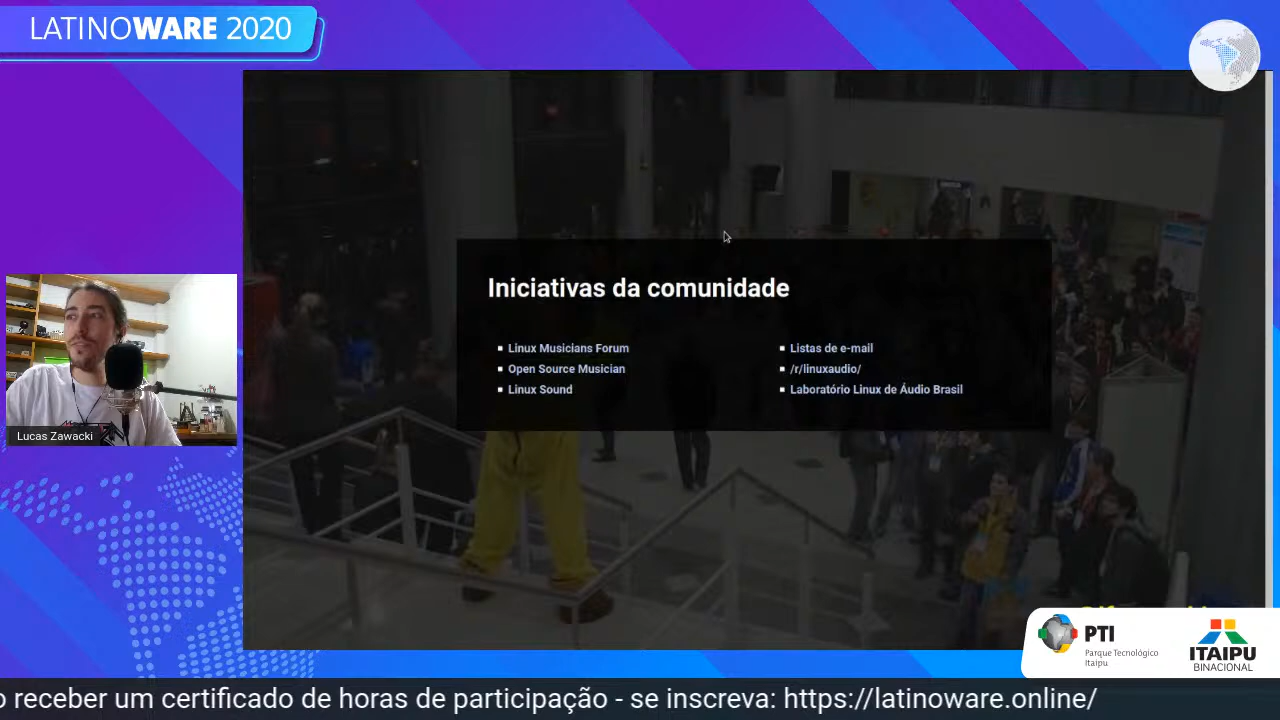 LATINOWARE 2020
Iniciativas da comunidade
Linux Musicians Forum
Open Source Musician
Linux Sound
Listas de e-mail
/r/linuxaudio/
Laboratório Linux de Áudio Brasil
Lucas Zawacki
PTI
Parque Tecnológico
Itaipu
ITAIPU
BINACIONAL
o receber um certificado de horas de participação - se inscreva: https://latinoware.online/